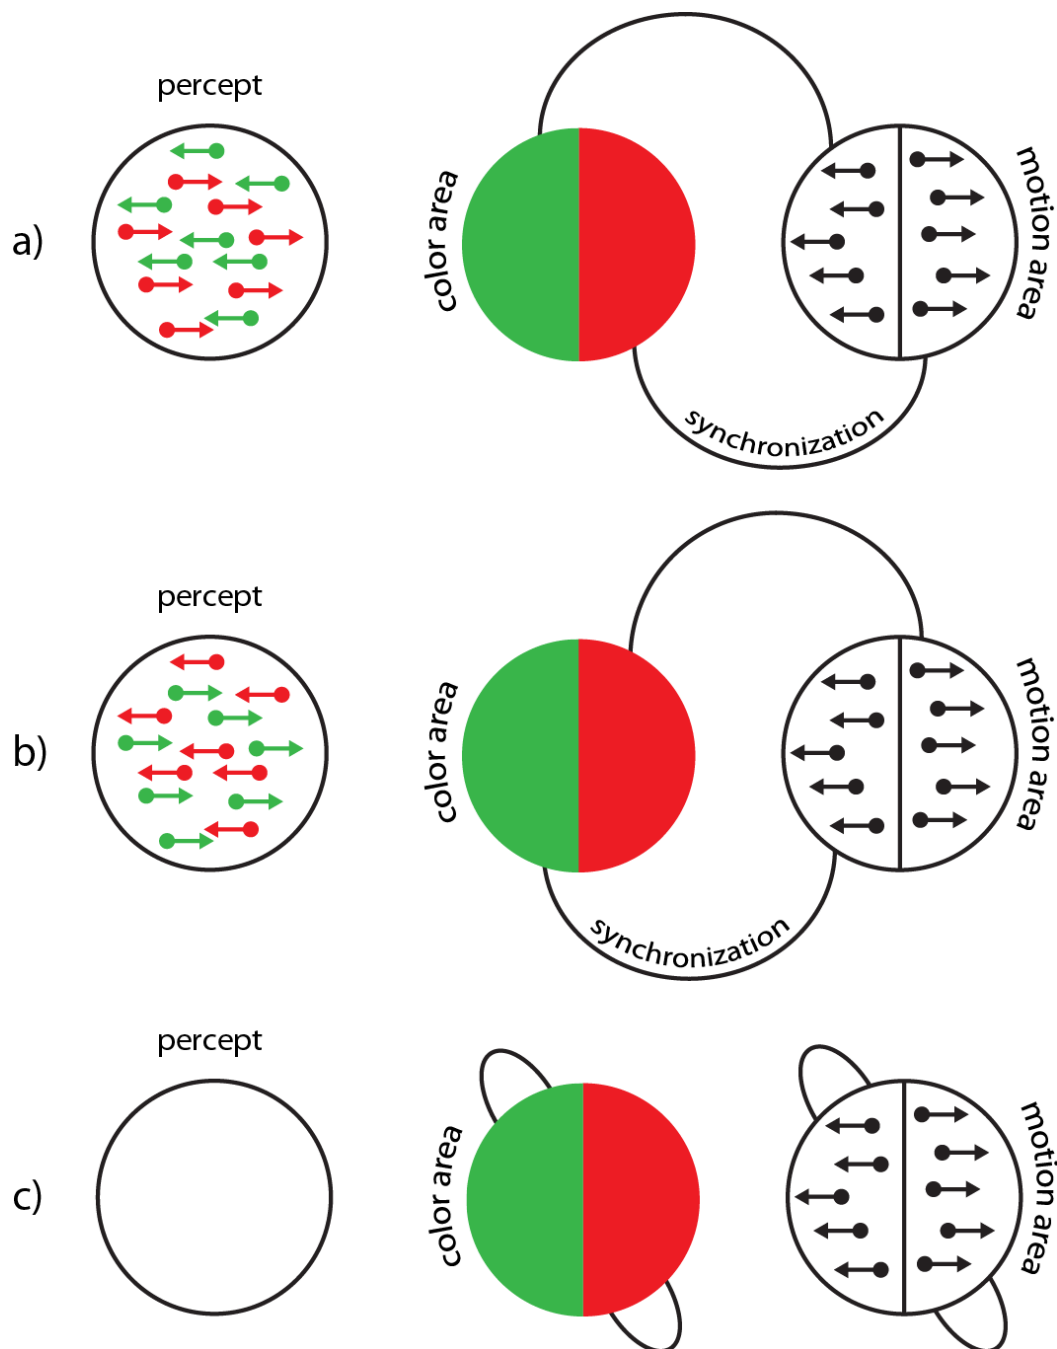 percept
a)
color area
motion area
synchronization
percept
b)
color area
motion area
synchronization
percept
c)
color area
motion area